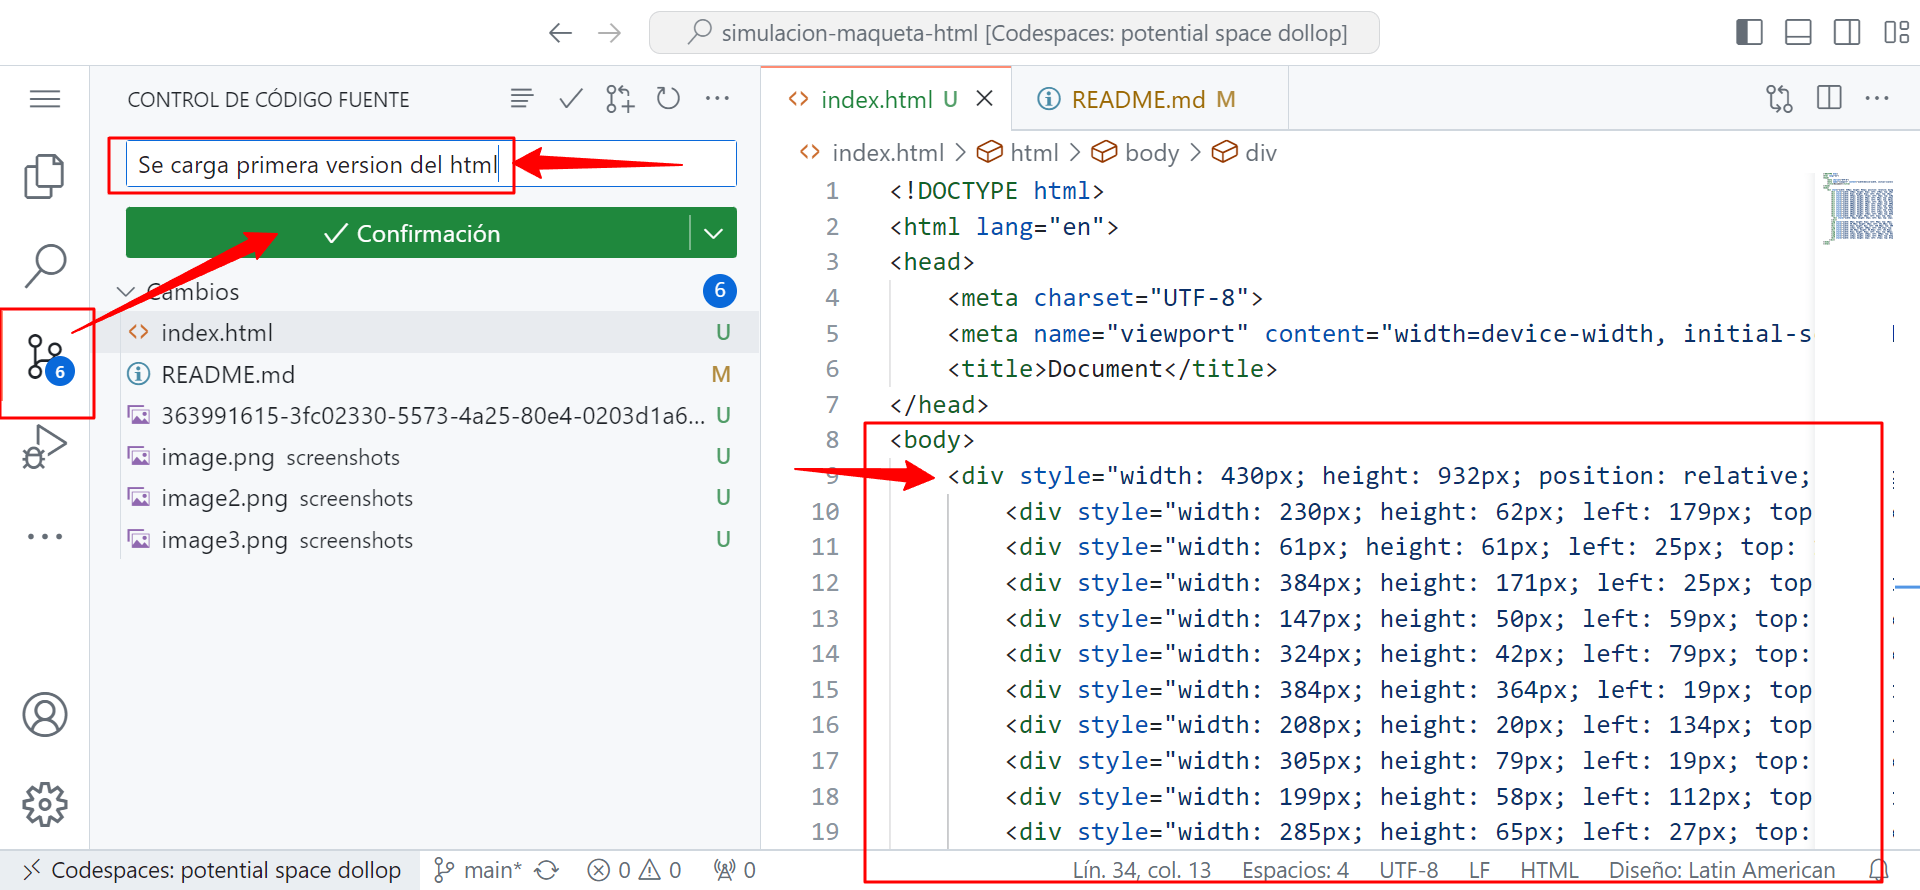 simulacion-maqueta-html [Codespaces: potential space dollop]
CONTROL DE CÓDIGO FUENTE
Se carga primera version del html
Confirmación
Cambios 6
index.html U
README.md M
363991615-3fc02330-5573-4a25-80e4-0203d1a6... U
image.png screenshots U
image2.png screenshots U
image3.png screenshots U
6
index.html U
README.md M
index.html > html > body > div
1 <!DOCTYPE html>
2 <html lang="en">
3 <head>
4 <meta charset="UTF-8">
5 <meta name="viewport" content="width=device-width, initial-s
6 <title>Document</title>
7 </head>
8 <body>
9 <div style="width: 430px; height: 932px; position: relative;
10 <div style="width: 230px; height: 62px; left: 179px; top
11 <div style="width: 61px; height: 61px; left: 25px; top:
12 <div style="width: 384px; height: 171px; left: 25px; top
13 <div style="width: 147px; height: 50px; left: 59px; top:
14 <div style="width: 324px; height: 42px; left: 79px; top:
15 <div style="width: 384px; height: 364px; left: 19px; top
16 <div style="width: 208px; height: 20px; left: 134px; top
17 <div style="width: 305px; height: 79px; left: 19px; top:
18 <div style="width: 199px; height: 58px; left: 112px; top
19 <div style="width: 285px; height: 65px; left: 27px; top:
Codespaces: potential space dollop main* 0 0 0 Lín. 34, col. 13 Espacios: 4 UTF-8 LF HTML Diseño: Latin American